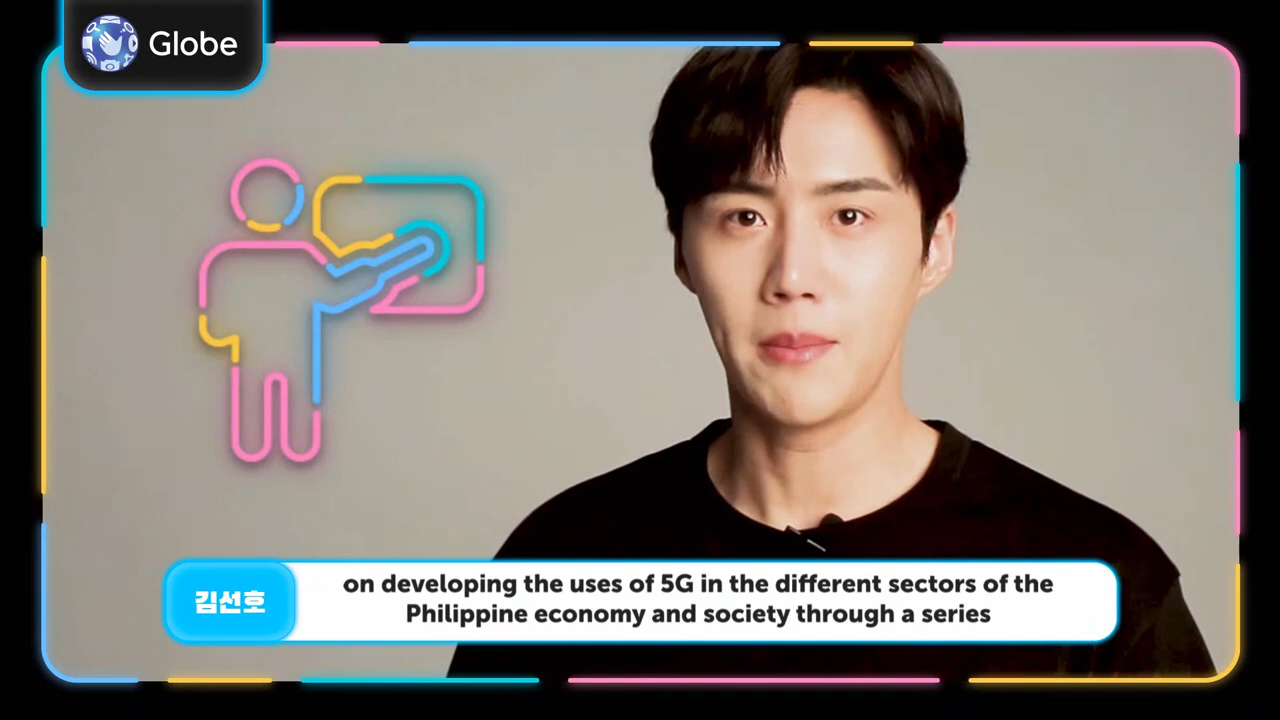 Globe
김선호
on developing the uses of 5G in the different sectors of the
Philippine economy and society through a series